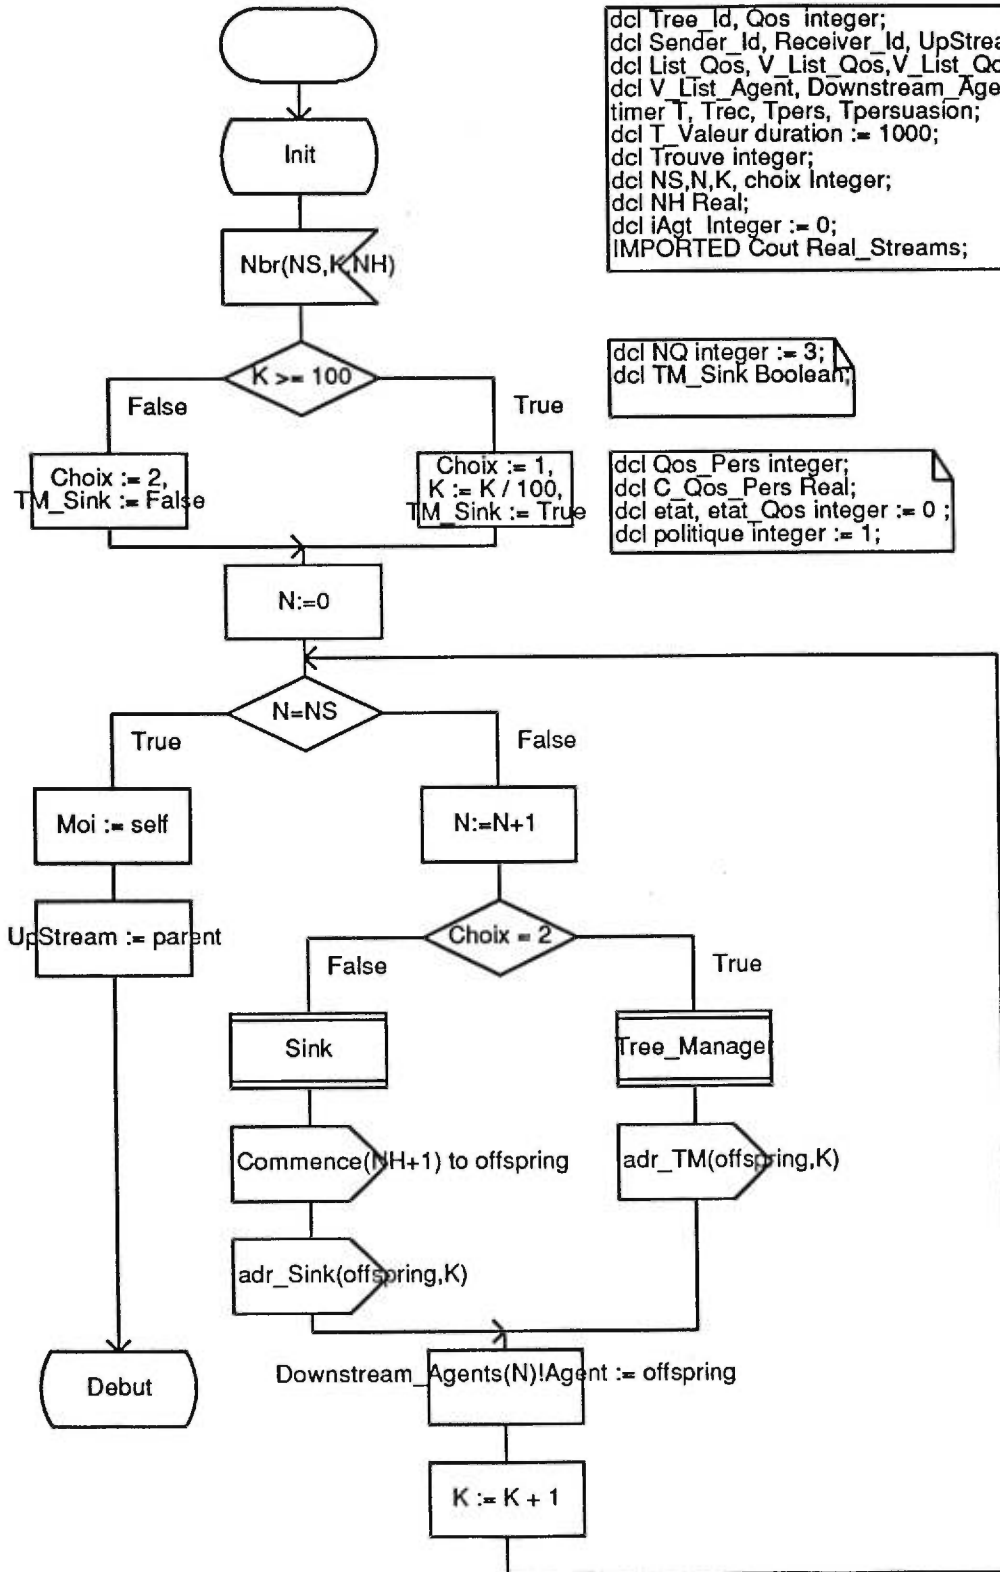 dcl Tree_Id, Qos integer;
dcl Sender_Id, Receiver_Id, UpStrea
dcl List_Qos, V_List_Qos,V_List_Qo
dcl V_List_Agent, Downstream_Age
timer T, Trec, Tpers, Tpersuasion;
dcl T_Valeur duration := 1000;
dcl Trouve integer;
dcl NS,N,K, choix Integer;
dcl NH Real;
dcl iAgt Integer := 0;
IMPORTED Cout Real_Streams;
Init
Nbr(NS,K,NH)
dcl NQ integer := 3;
dcl TM_Sink Boolean;
K >= 100
False
True
Choix := 2,
TM_Sink := False
Choix := 1,
K := K / 100,
TM_Sink := True
dcl Qos_Pers integer;
dcl C_Qos_Pers Real;
dcl etat, etat_Qos integer := 0 ;
dcl politique integer := 1;
N:=0
N=NS
True
False
Moi := self
N:=N+1
UpStream := parent
Choix = 2
False
True
Sink
Tree_Manager
Commence(NH+1) to offspring
adr_TM(offspring,K)
adr_Sink(offspring,K)
Downstream_Agents(N)!Agent := offspring
Debut
K := K + 1